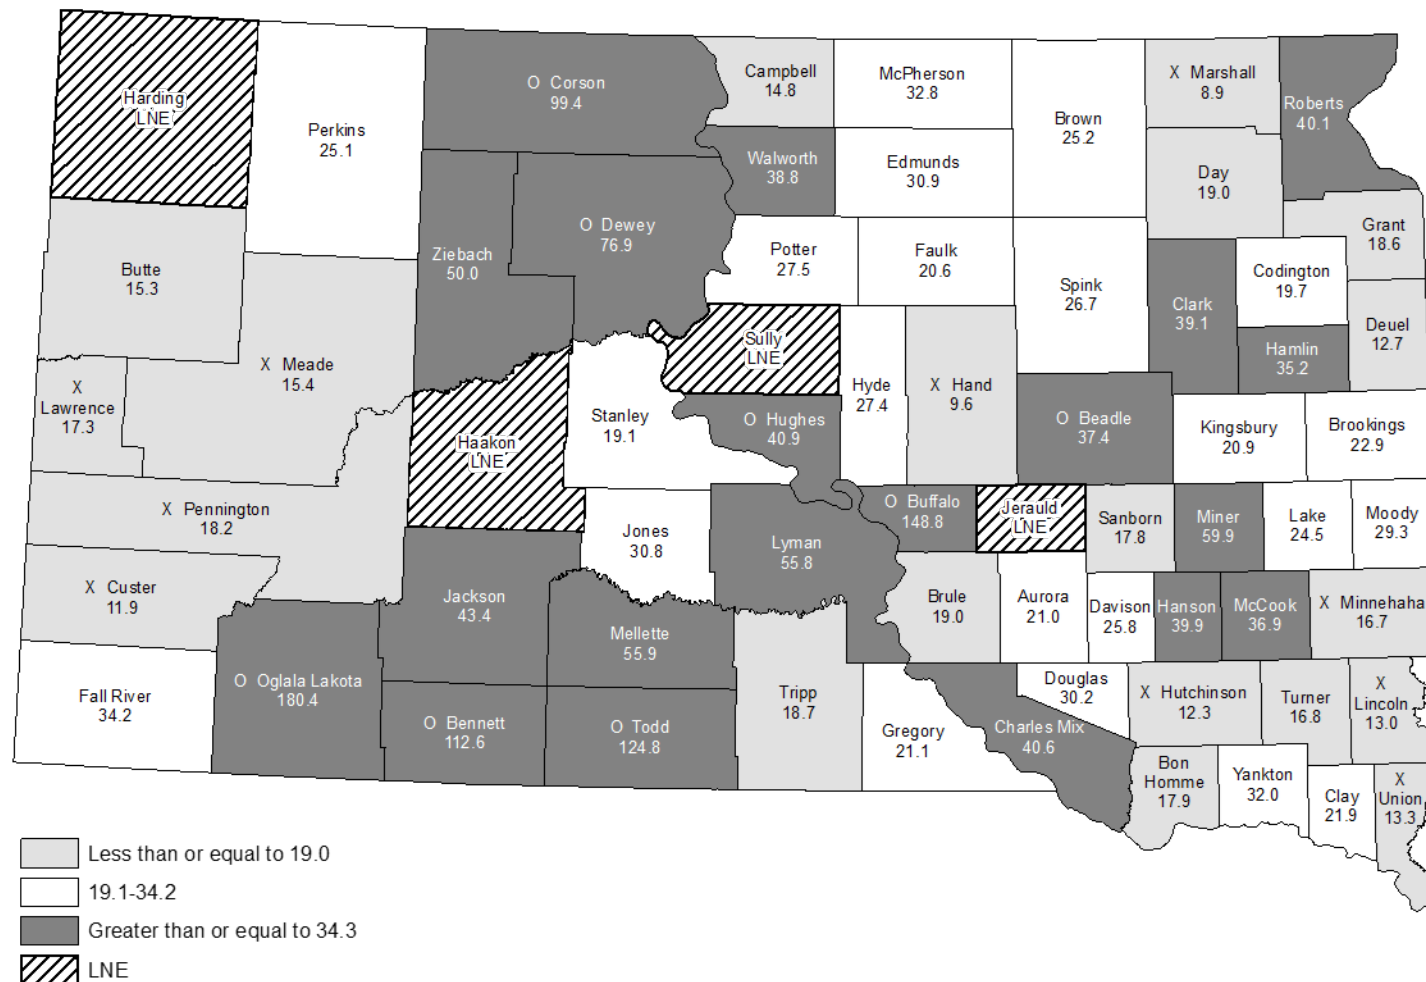 Harding
LNE
Perkins
25.1
O Corson
99.4
Campbell
14.8
McPherson
32.8
Brown
25.2
X Marshall
8.9
Roberts
40.1
Walworth
38.8
Edmunds
30.9
Day
19.0
Grant
18.6
Butte
15.3
Ziebach
50.0
O Dewey
76.9
Potter
27.5
Faulk
20.6
Spink
26.7
Clark
39.1
Codington
19.7
Deuel
12.7
Hamlin
35.2
X
Lawrence
17.3
X Meade
15.4
Sully
LNE
Hyde
27.4
X Hand
9.6
Haakon
LNE
Stanley
19.1
O Hughes
40.9
O Beadle
37.4
Kingsbury
20.9
Brookings
22.9
X Pennington
18.2
Jones
30.8
Lyman
55.8
O Buffalo
148.8
Jerauld
LNE
Sanborn
17.8
Miner
59.9
Lake
24.5
Moody
29.3
X Custer
11.9
Jackson
43.4
Mellette
55.9
Brule
19.0
Aurora
21.0
Davison
25.8
Hanson
39.9
McCook
36.9
X Minnehaha
16.7
Fall River
34.2
O Oglala Lakota
180.4
O Bennett
112.6
O Todd
124.8
Tripp
18.7
Gregory
21.1
Charles Mix
40.6
Douglas
30.2
X Hutchinson
12.3
Turner
16.8
X
Lincoln
13.0
Bon
Homme
17.9
Yankton
32.0
Clay
21.9
X
Union
13.3
Less than or equal to 19.0
19.1-34.2
Greater than or equal to 34.3
LNE